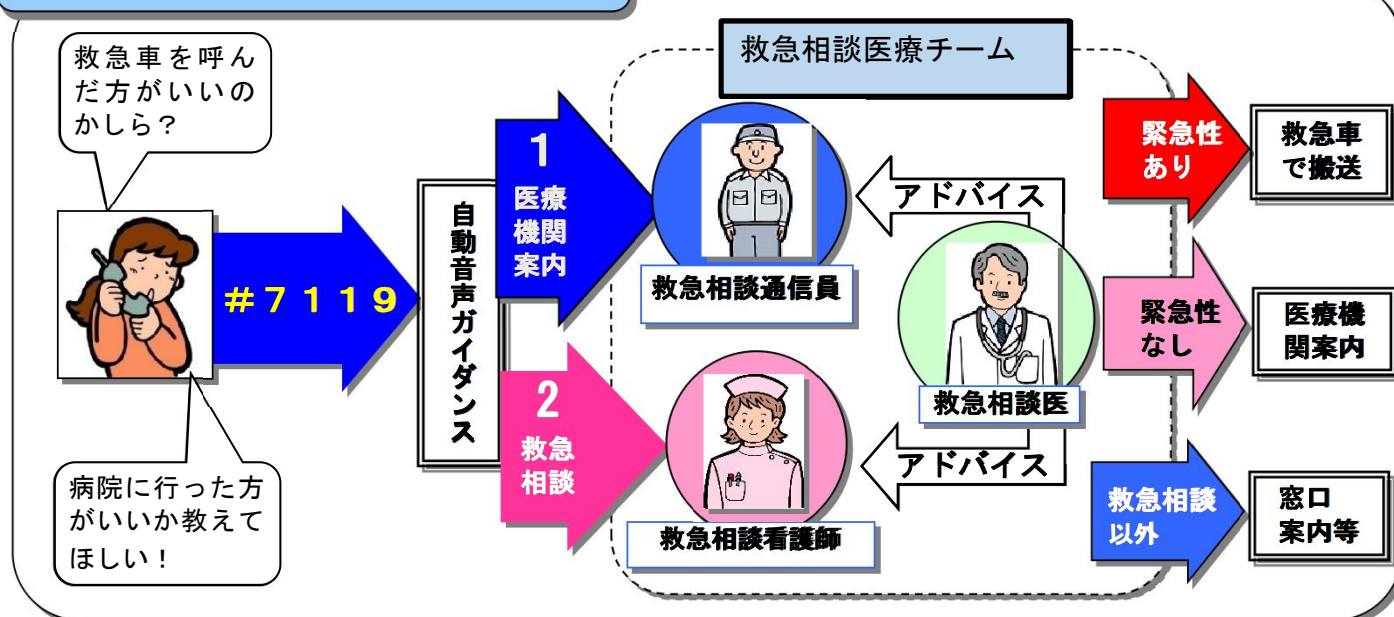 救急車を呼ん
だ方がいいの
かしら？
病院に行った方
がいいか教えて
ほしい！
#7119
自動音声ガイダンス
1
医療
機関
案内
2
救急
相談
救急相談医療チーム
救急相談通信員
アドバイス
救急相談医
アドバイス
救急相談看護師
緊急性
あり
救急車
で搬送
緊急性
なし
医療機
関案内
救急相談
以外
窓口
案内等